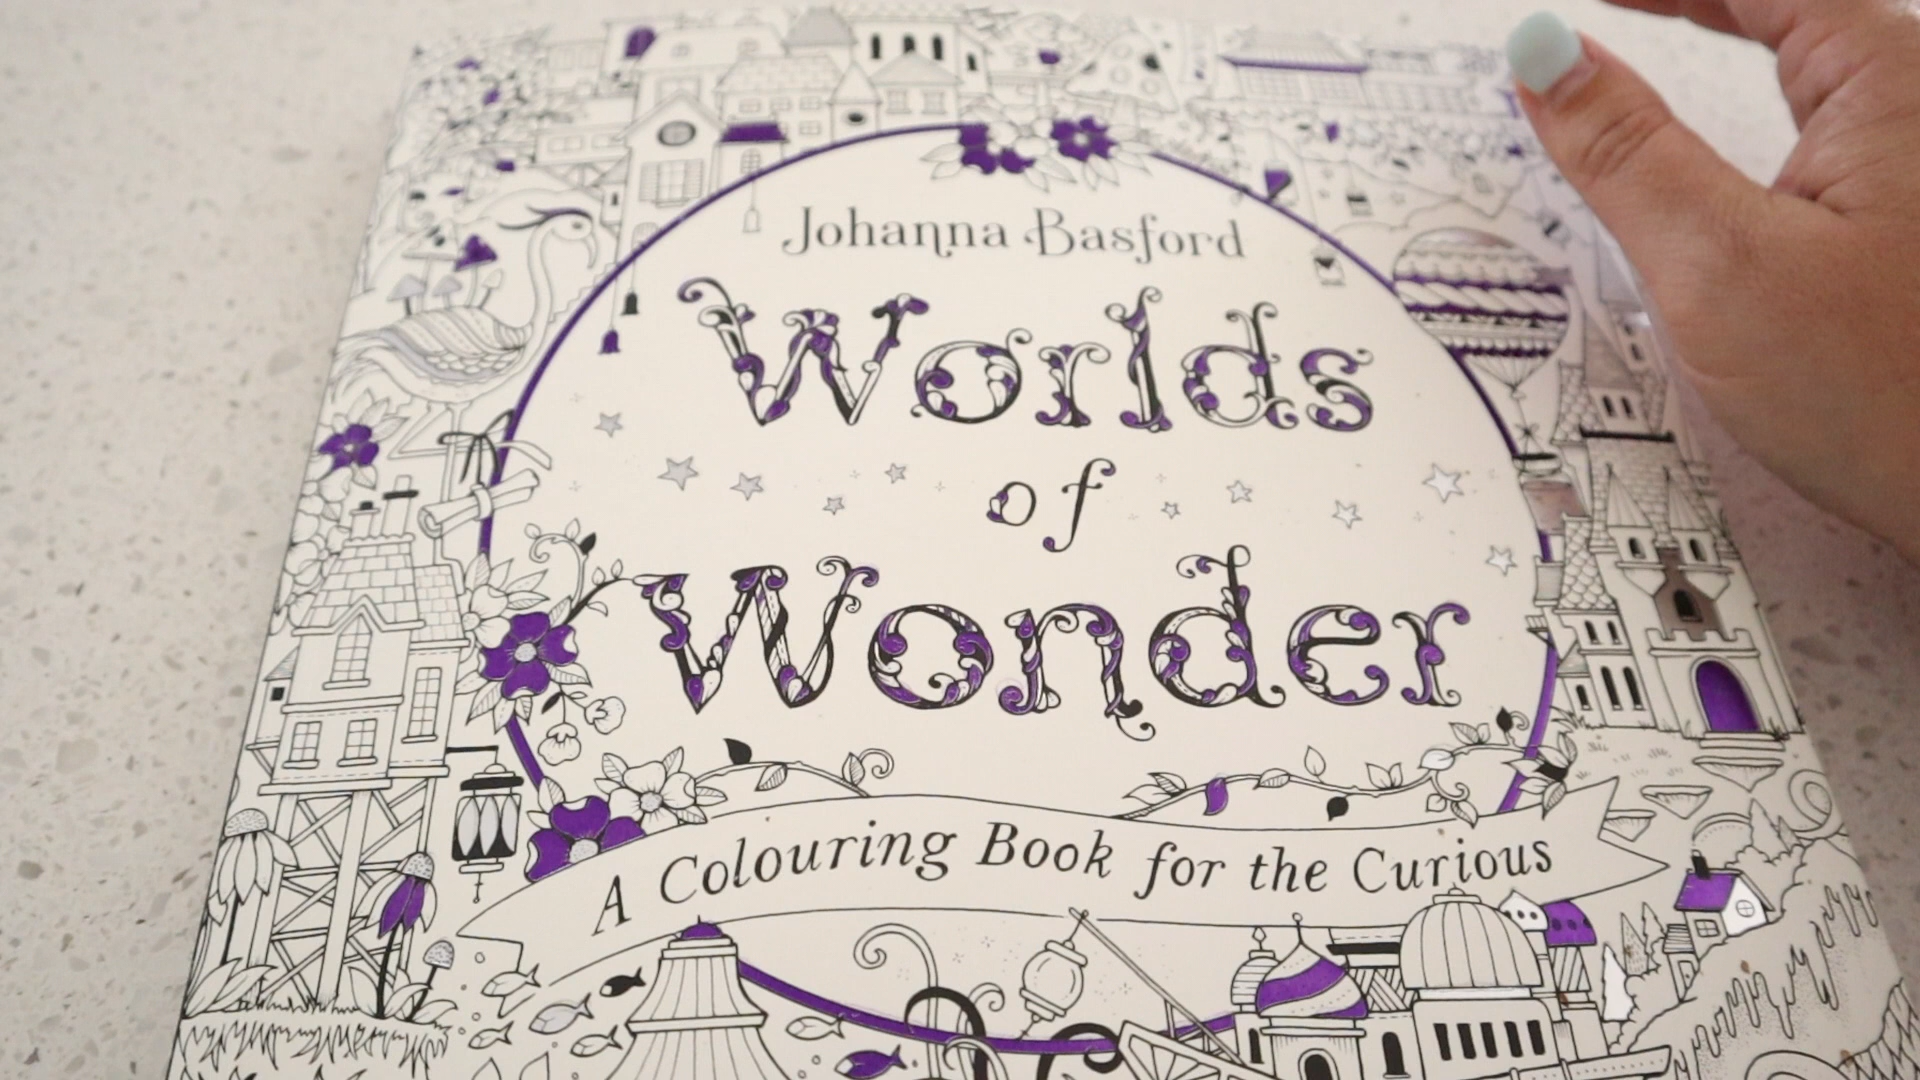 Johanna Basford
Worlds
of
Wonder
A Colouring Book for the Curious